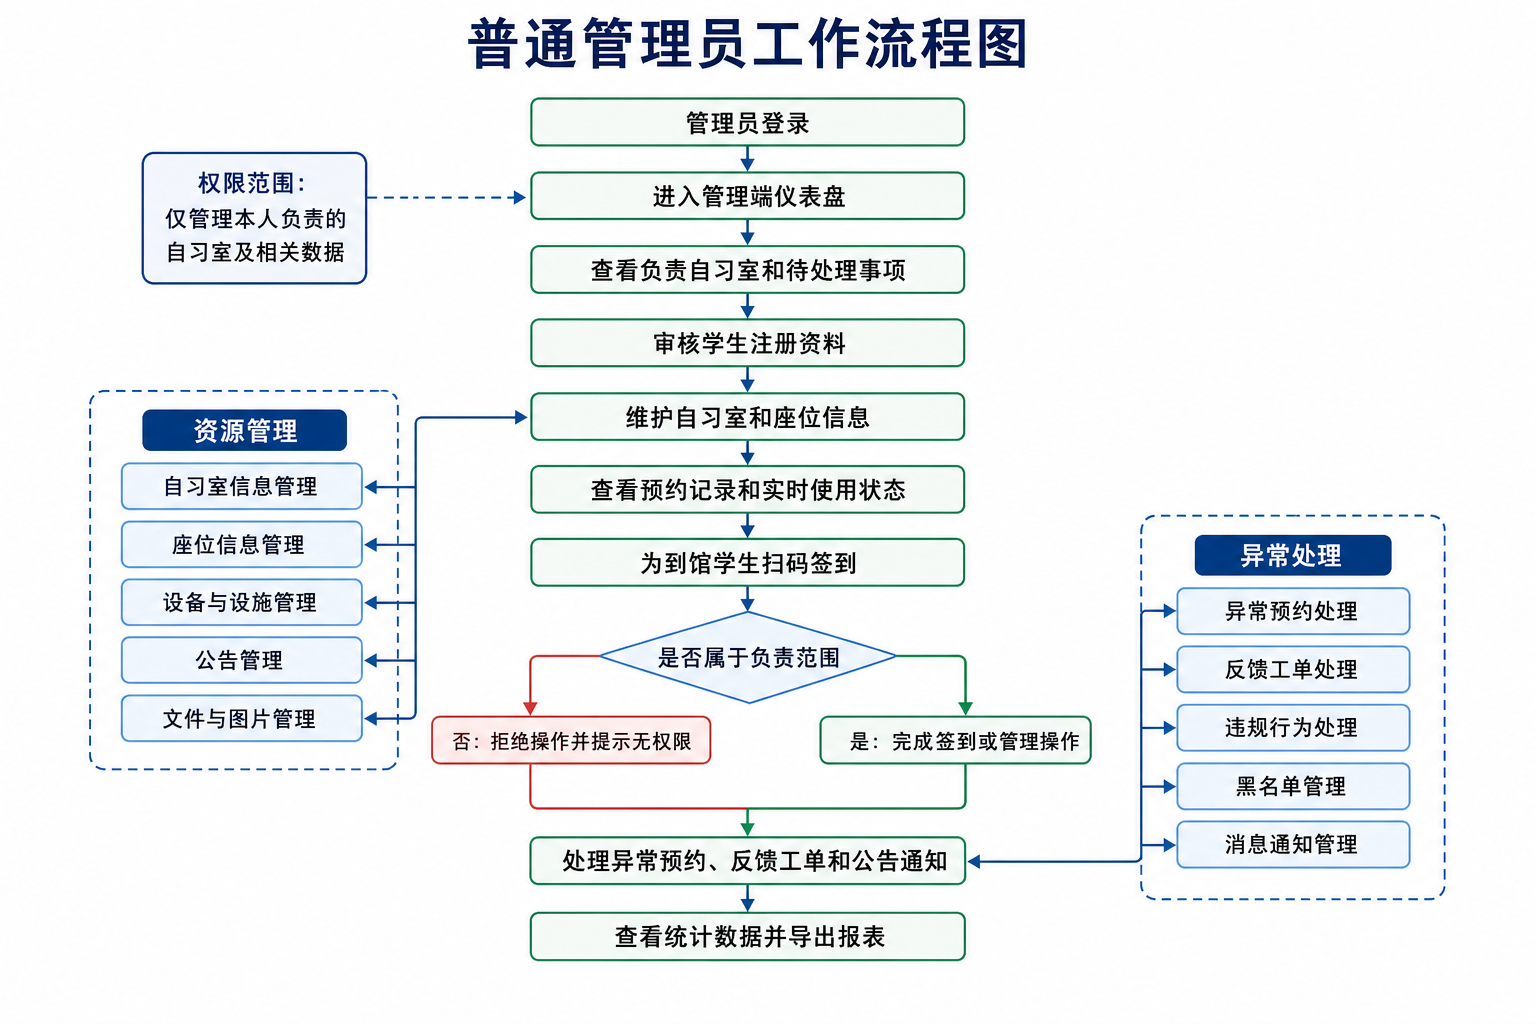 普通管理员工作流程图
管理员登录
权限范围：
仅管理本人负责的
自习室及相关数据
进入管理端仪表盘
查看负责自习室和待处理事项
审核学生注册资料
维护自习室和座位信息
资源管理
自习室信息管理
座位信息管理
设备与设施管理
公告管理
文件与图片管理
查看预约记录和实时使用状态
为到馆学生扫码签到
是否属于负责范围
否：拒绝操作并提示无权限
是：完成签到或管理操作
异常处理
异常预约处理
反馈工单处理
违规行为处理
黑名单管理
消息通知管理
处理异常预约、反馈工单和公告通知
查看统计数据并导出报表